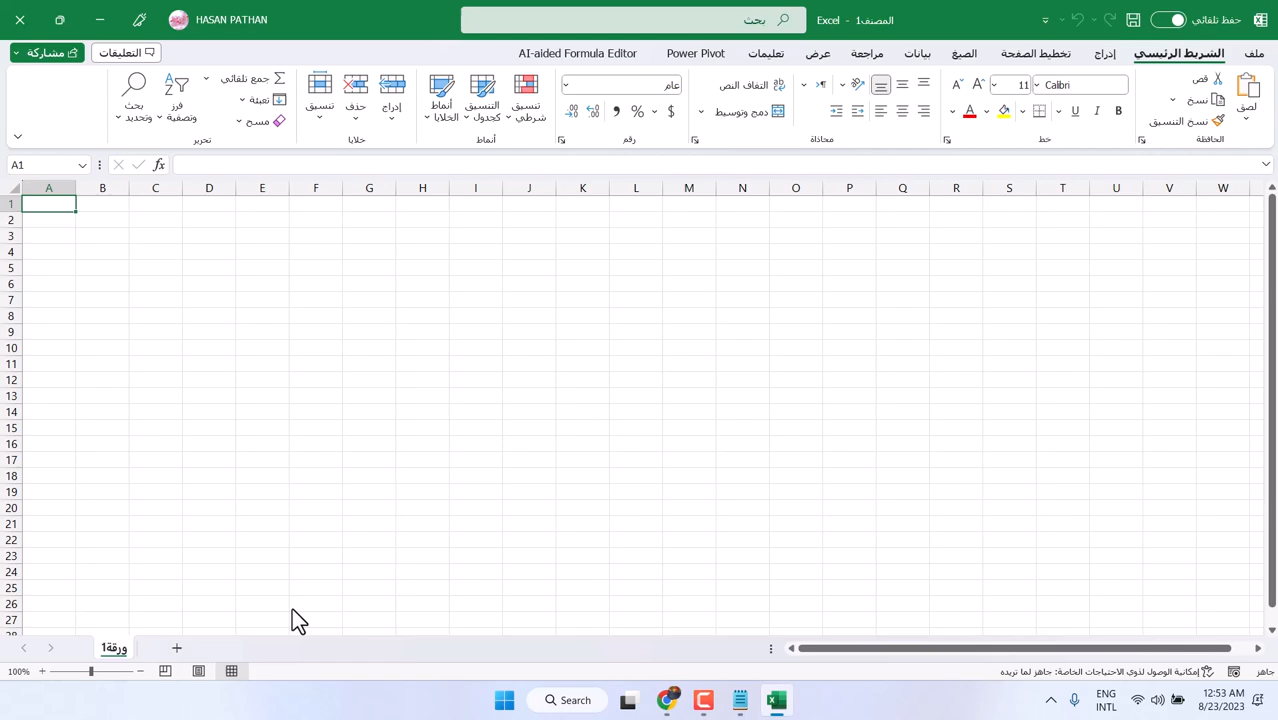 حفظ تلقائي
المصنف1 - Excel
بحث
HASAN PATHAN
ملف
الشريط الرئيسي
إدراج
تخطيط الصفحة
الصيغ
بيانات
مراجعة
عرض
تعليمات
Power Pivot
AI-aided Formula Editor
التعليقات
مشاركة
لصق
قص
نسخ
نسخ التنسيق
الحافظة
Calibri
11
B I U
خط
التفاف النص
دمج وتوسيط
محاذاة
عام
$ % 
رقم
تنسيق شرطي
التنسيق كجدول
أنماط الخلايا
أنماط
إدراج
حذف
تنسيق
خلايا
جمع تلقائي
تعبئة
مسح
فرز وتصفية
بحث وتحديد
تحرير
A1
fx
A B C D E F G H I J K L M N O P Q R S T U V W
1
2
3
4
5
6
7
8
9
10
11
12
13
14
15
16
17
18
19
20
21
22
23
24
25
26
27
28
ورقة1
100%
إمكانية الوصول لذوي الاحتياجات الخاصة: جاهز لما تريده
جاهز
Search
ENG
INTL
12:53 AM
8/23/2023